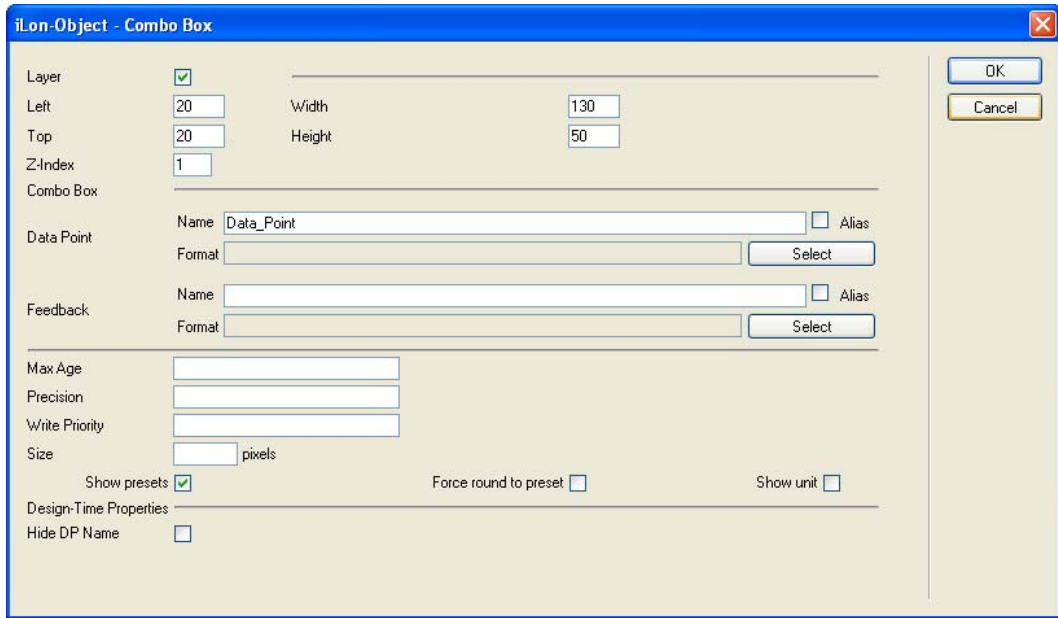 iLon-Object - Combo Box
Layer
OK
Left 20 Width 130
Cancel
Top 20 Height 50
Z-Index 1
Combo Box
Data Point
Name Data_Point Alias
Format Select
Feedback
Name Alias
Format Select
Max Age
Precision
Write Priority
Size pixels
Show presets Force round to preset Show unit
Design-Time Properties
Hide DP Name